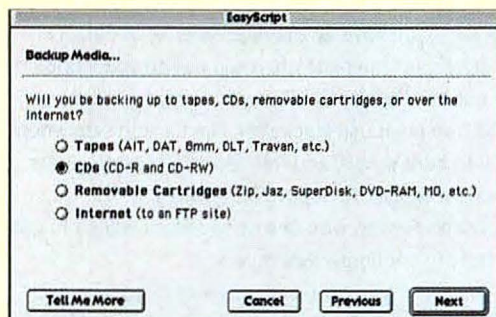 EasyScript
Backup Media...
Will you be backing up to tapes, CDs, removable cartridges, or over the
Internet?
Tapes (AIT, DAT, 8mm, DLT, Travan, etc.)
CDs (CD-R and CD-RW)
Removable Cartridges (Zip, Jaz, SuperDisk, DVD-RAM, MO, etc.)
Internet (to an FTP site)
Tell Me More
Cancel
Previous
Next